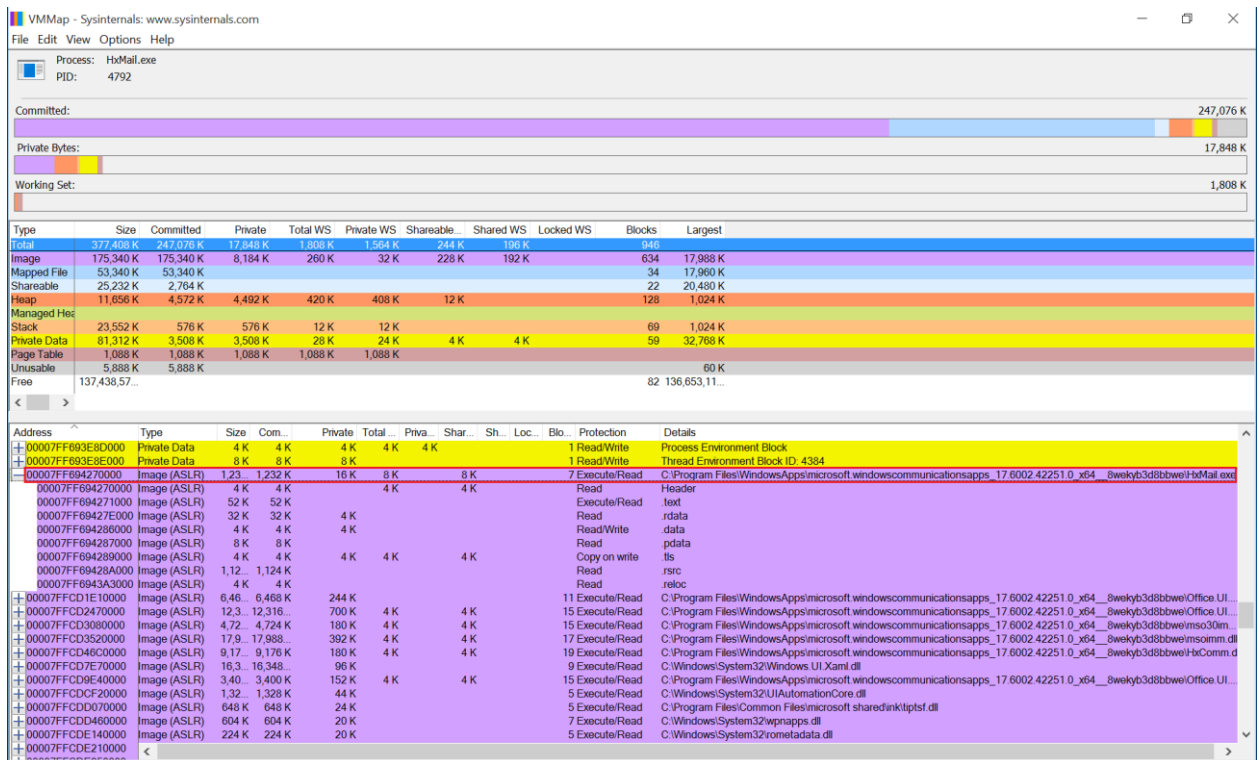 VMMap - Sysinternals: www.sysinternals.com
File Edit View Options Help
Process: HxMail.exe
PID: 4792
Committed: 247,076 K
Private Bytes: 17,848 K
Working Set: 1,808 K
Type Size Committed Private Total WS Private WS Shareable... Shared WS Locked WS Blocks Largest
Total 377,408 K 247,076 K 17,848 K 1,808 K 1,564 K 244 K 196 K 946
Image 175,340 K 175,340 K 8,184 K 260 K 32 K 228 K 192 K 634 17,988 K
Mapped File 53,340 K 53,340 K 34 17,960 K
Shareable 25,232 K 2,764 K 22 20,480 K
Heap 11,656 K 4,572 K 4,492 K 420 K 408 K 12 K 128 1,024 K
Managed Hea
Stack 23,552 K 576 K 576 K 12 K 12 K 69 1,024 K
Private Data 81,312 K 3,508 K 3,508 K 28 K 24 K 4 K 4 K 59 32,768 K
Page Table 1,088 K 1,088 K 1,088 K 1,088 K 1,088 K
Unusable 5,888 K 5,888 K 60 K
Free 137,438,57... 82 136,653,11...
Address Type Size Com... Private Total ... Priva... Shar... Sh... Loc... Blo... Protection Details
00007FF693E8D000 Private Data 4 K 4 K 4 K 4 K 4 K 1 Read/Write Process Environment Block
00007FF693E8E000 Private Data 8 K 8 K 8 K 1 Read/Write Thread Environment Block ID: 4384
00007FF694270000 Image (ASLR) 1,23... 1,232 K 16 K 8 K 8 K 7 Execute/Read C:\Program Files\WindowsApps\microsoft.windowscommunicationsapps_17.6002.42251.0_x64__8wekyb3d8bbwe\HxMail.exe
00007FF694270000 Image (ASLR) 4 K 4 K 4 K 4 K Read Header
00007FF694271000 Image (ASLR) 52 K 52 K Execute/Read .text
00007FF69427E000 Image (ASLR) 32 K 32 K 4 K Read .rdata
00007FF694286000 Image (ASLR) 4 K 4 K 4 K Read/Write .data
00007FF694287000 Image (ASLR) 8 K 8 K Read .pdata
00007FF694289000 Image (ASLR) 4 K 4 K 4 K 4 K 4 K Copy on write .tls
00007FF69428A000 Image (ASLR) 1,12... 1,124 K Read .rsrc
00007FF6943A3000 Image (ASLR) 4 K 4 K Read .reloc
00007FFCD1E10000 Image (ASLR) 6,46... 6,468 K 244 K 11 Execute/Read C:\Program Files\WindowsApps\microsoft.windowscommunicationsapps_17.6002.42251.0_x64__8wekyb3d8bbwe\Office.UI....
00007FFCD2470000 Image (ASLR) 12,3... 12,316... 700 K 4 K 4 K 15 Execute/Read C:\Program Files\WindowsApps\microsoft.windowscommunicationsapps_17.6002.42251.0_x64__8wekyb3d8bbwe\Office.UI....
00007FFCD3080000 Image (ASLR) 4,72... 4,724 K 180 K 4 K 4 K 15 Execute/Read C:\Program Files\WindowsApps\microsoft.windowscommunicationsapps_17.6002.42251.0_x64__8wekyb3d8bbwe\mso30im...
00007FFCD3520000 Image (ASLR) 17,9... 17,988... 392 K 4 K 4 K 17 Execute/Read C:\Program Files\WindowsApps\microsoft.windowscommunicationsapps_17.6002.42251.0_x64__8wekyb3d8bbwe\msoimm.dll
00007FFCD46C0000 Image (ASLR) 9,17... 9,176 K 180 K 4 K 4 K 19 Execute/Read C:\Program Files\WindowsApps\microsoft.windowscommunicationsapps_17.6002.42251.0_x64__8wekyb3d8bbwe\HxComm.d
00007FFCD7E70000 Image (ASLR) 16,3... 16,348... 96 K 9 Execute/Read C:\Windows\System32\Windows.UI.Xaml.dll
00007FFCD9E40000 Image (ASLR) 3,40... 3,400 K 152 K 4 K 4 K 15 Execute/Read C:\Program Files\WindowsApps\microsoft.windowscommunicationsapps_17.6002.42251.0_x64__8wekyb3d8bbwe\Office.UI....
00007FFCDCF20000 Image (ASLR) 1,32... 1,328 K 44 K 5 Execute/Read C:\Windows\System32\UIAutomationCore.dll
00007FFCDD070000 Image (ASLR) 648 K 648 K 24 K 5 Execute/Read C:\Program Files\Common Files\microsoft shared\ink\tiptsf.dll
00007FFCDD460000 Image (ASLR) 604 K 604 K 20 K 7 Execute/Read C:\Windows\System32\wpnapps.dll
00007FFCDE140000 Image (ASLR) 224 K 224 K 20 K 5 Execute/Read C:\Windows\System32\rometadata.dll
00007FFCDE210000